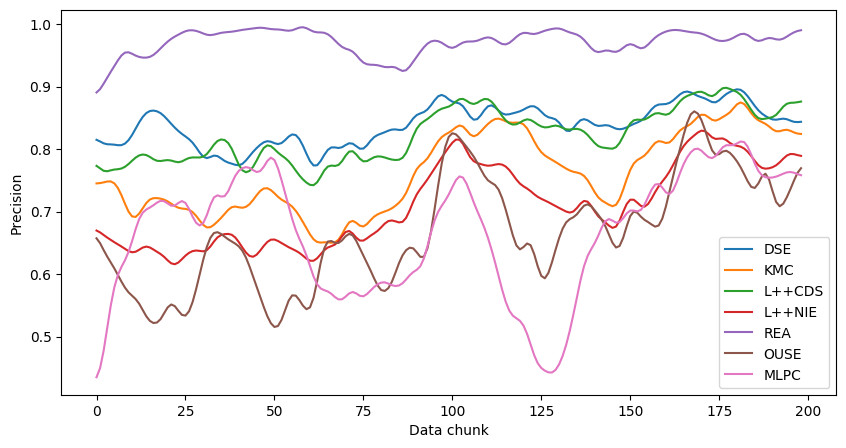 Precision
1.0
0.9
0.8
0.7
0.6
0.5
0
25
50
75
100
125
150
175
200
Data chunk
DSE
KMC
L++CDS
L++NIE
REA
OUSE
MLPC